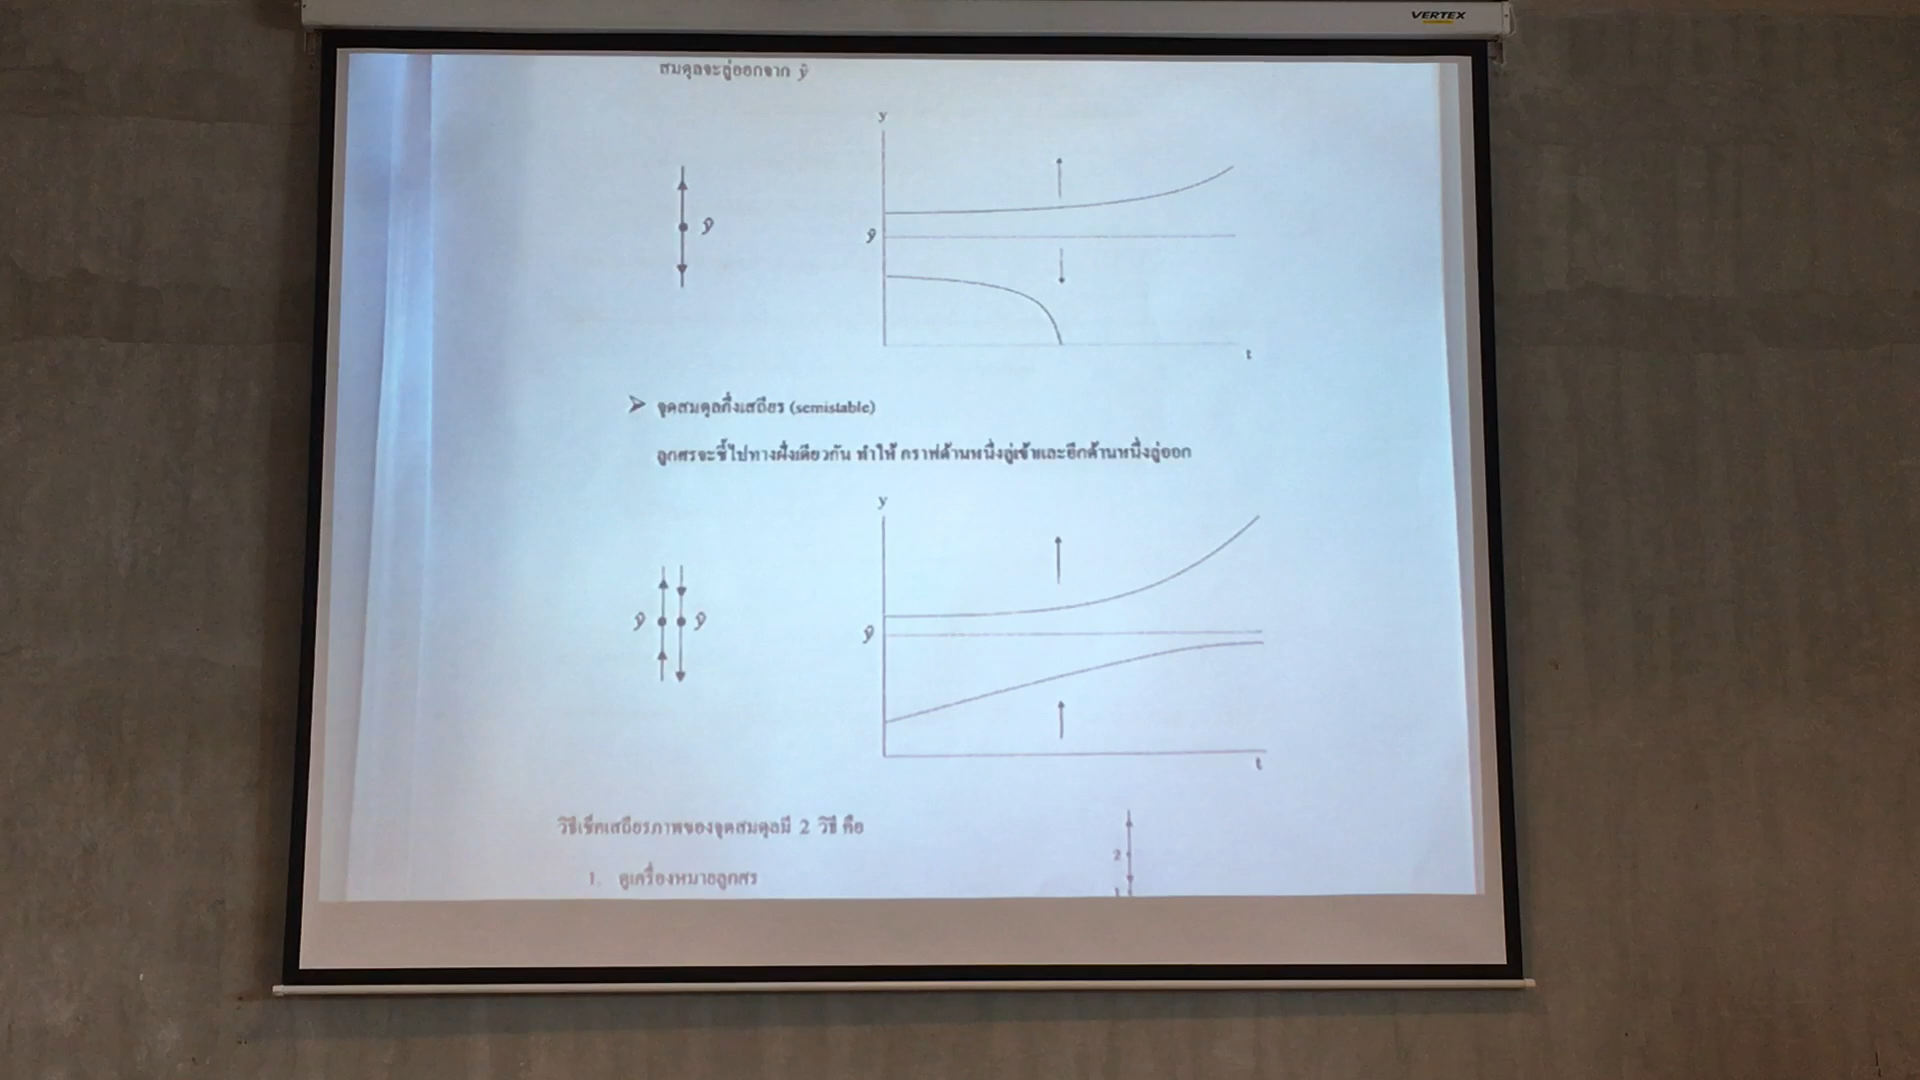 VERTEX
สมดุลจะลู่ออกจาก ŷ
y
ŷ
ŷ
t
➢ จุดสมดุลกึ่งเสถียร (semistable)
ลูกศรจะชี้ไปทางฝั่งเดียวกัน ทำให้ กราฟด้านหนึ่งลู่เข้าและอีกด้านหนึ่งลู่ออก
y
ŷ ŷ
ŷ
t
วิธีเช็คเสถียรภาพของจุดสมดุลมี 2 วิธี คือ
2
1. ดูเครื่องหมายลูกศร
1